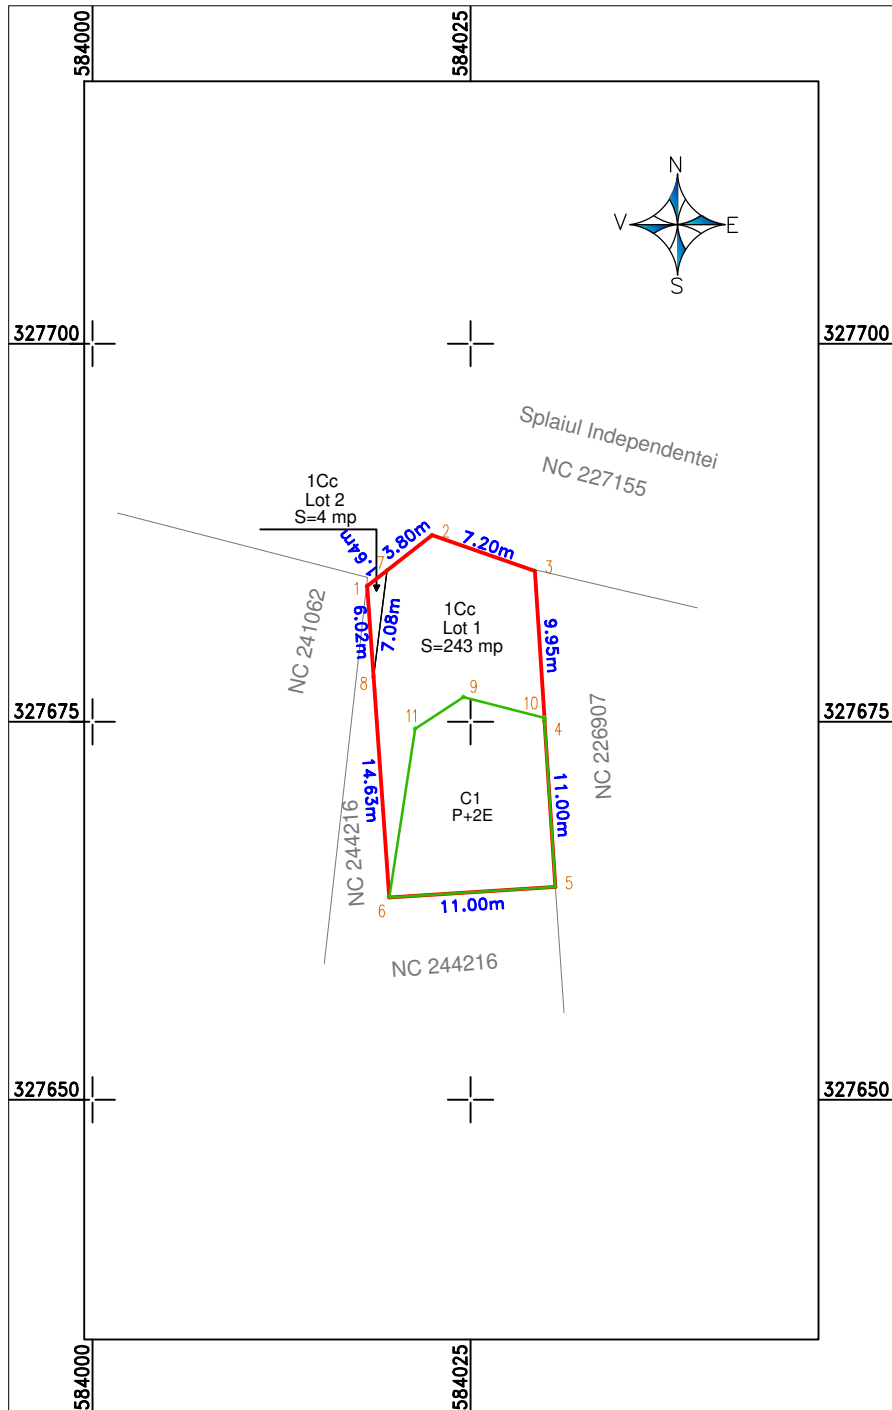 584000
584025
N
V
E
S
327700
327700
Splaiul Independentei
NC 227155
1Cc
Lot 2
S=4 mp
1.64m
3.80m
2
7.20m
7
3
1
6.02m
7.08m
1Cc
Lot 1
S=243 mp
9.95m
NC 241062
8
9
10
11
4
327675
327675
NC 226907
14.63m
11.00m
C1
P+2E
NC 244216
5
6
11.00m
NC 244216
327650
327650
584000
584025